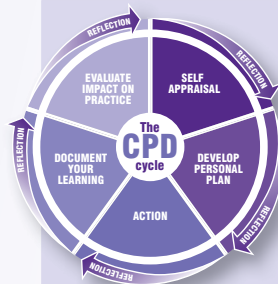 The
CPD
cycle
SELF
APPRAISAL
REFLECTION
DEVELOP
PERSONAL
PLAN
REFLECTION
ACTION
REFLECTION
DOCUMENT
YOUR
LEARNING
REFLECTION
EVALUATE
IMPACT ON
PRACTICE
REFLECTION